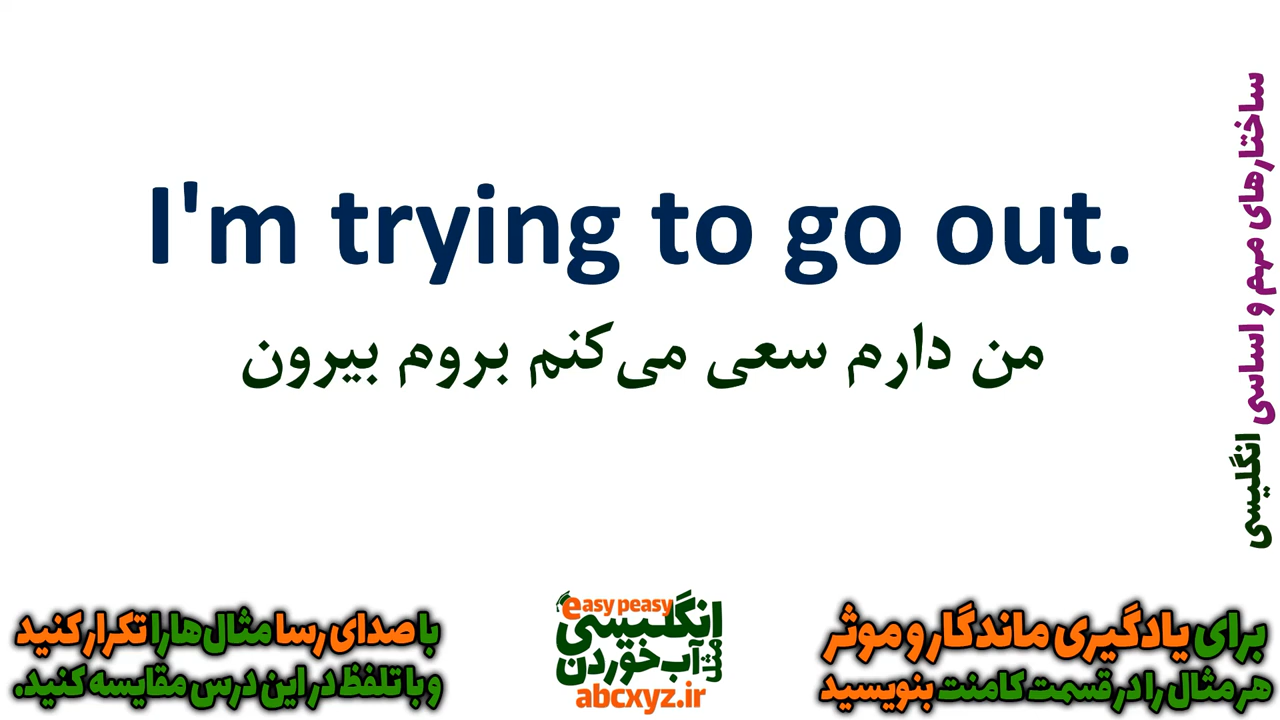 I'm trying to go out.
من دارم سعی می‌کنم بروم بیرون
ساختارهای مهم و اساسی انگلیسی
برای یادگیری ماندگار و موثر
هر مثال را در قسمت کامنت بنویسید
easy peasy
انگلیسی
مثل آب خوردن
abcxyz.ir
با صدای رسا مثال‌ها را تکرار کنید
و با تلفظ در این درس مقایسه کنید.